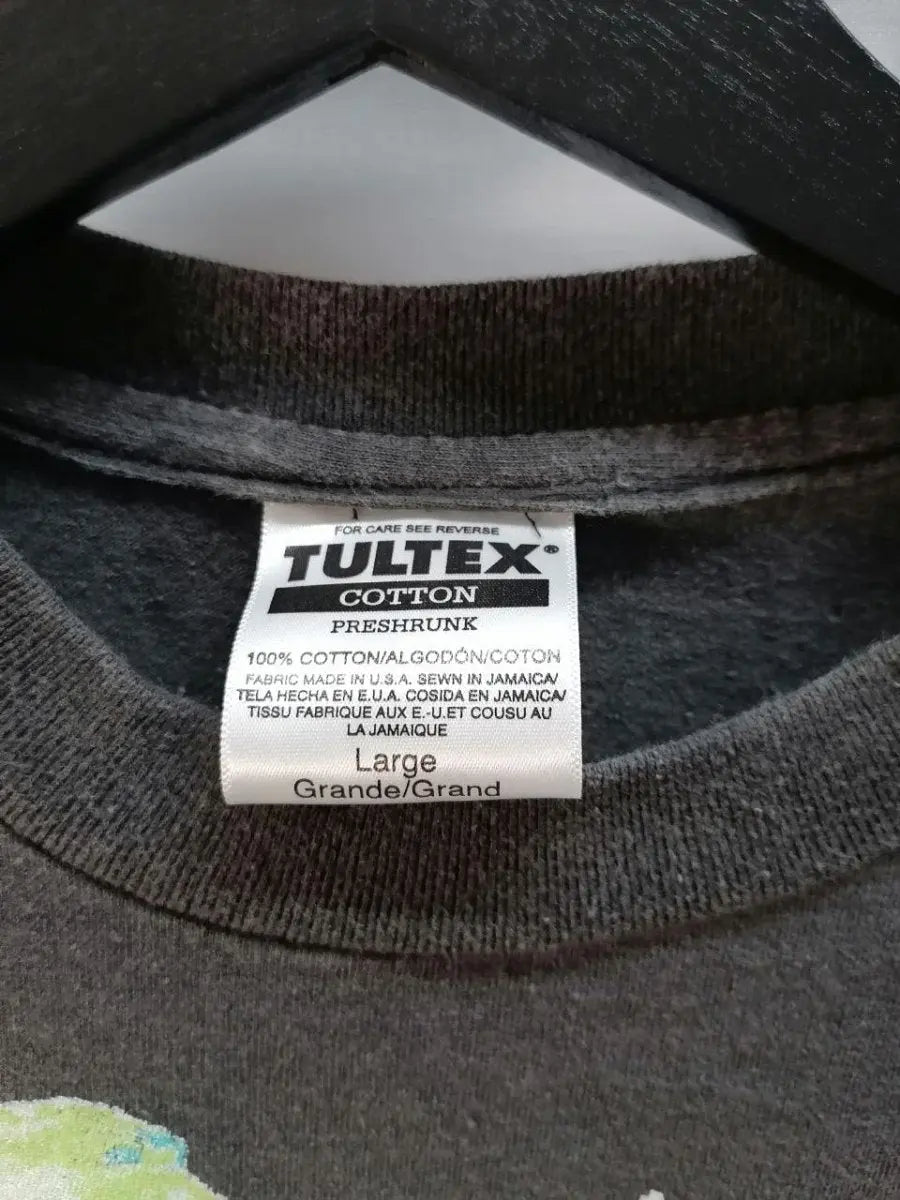 FOR CARE SEE REVERSE
TULTEX®
COTTON
PRESHRUNK
100% COTTON/ALGODÓN/COTON
FABRIC MADE IN U.S.A. SEWN IN JAMAICA/
TELA HECHA EN E.U.A. COSIDA EN JAMAICA/
TISSU FABRIQUE AUX E.-U.ET COUSU AU
LA JAMAIQUE
Large
Grande/Grand